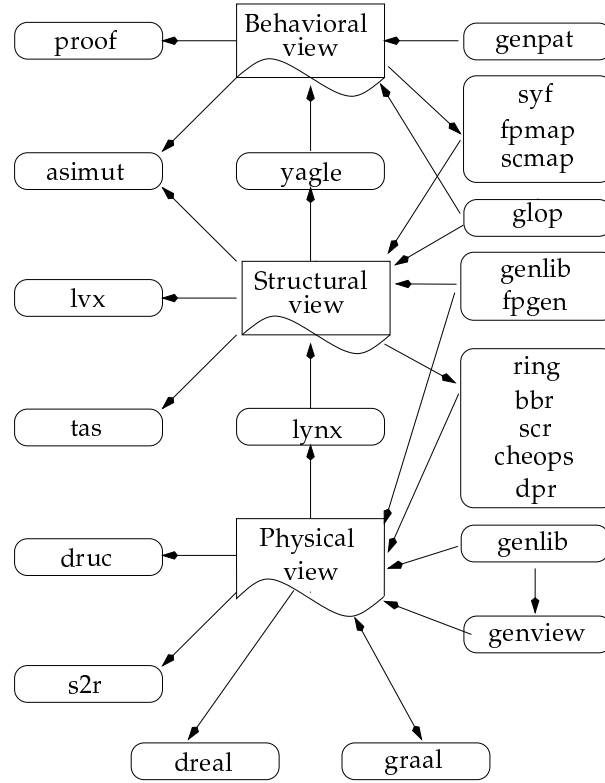 proof
Behavioral
view
genpat
syf
fpmap
scmap
asimut
yagle
glop
Structural
view
genlib
fpgen
lvx
ring
bbr
scr
cheops
dpr
tas
lynx
Physical
view
druc
genlib
genview
s2r
dreal
graal